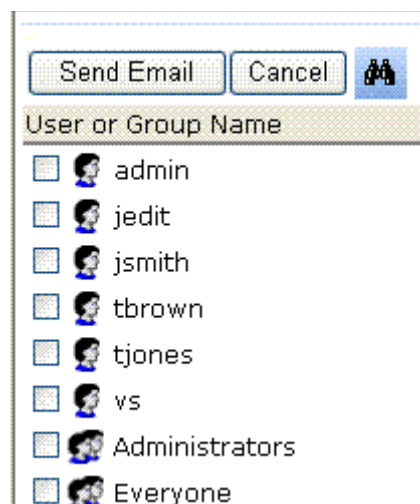 Send Email Cancel
User or Group Name
admin
jedit
jsmith
tbrown
tjones
vs
Administrators
Everyone